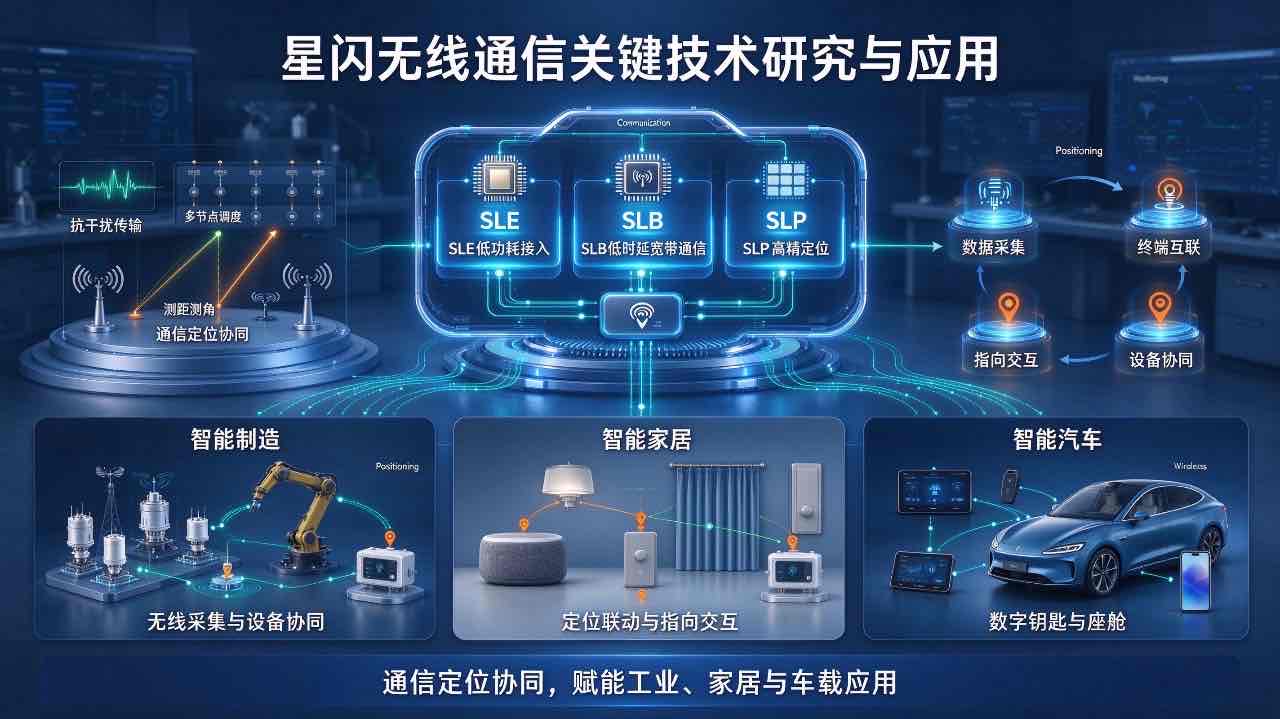 星闪无线通信关键技术研究与应用
Communication
Positioning
Positioning
抗干扰传输
多节点调度
测距测角
通信定位协同
SLE
SLE低功耗接入
SLB
SLB低时延宽带通信
SLP
SLP高精定位
数据采集
终端互联
指向交互
设备协同
智能制造
Positioning
无线采集与设备协同
智能家居
定位联动与指向交互
智能汽车
Wireless
数字钥匙与座舱
通信定位协同，赋能工业、家居与车载应用